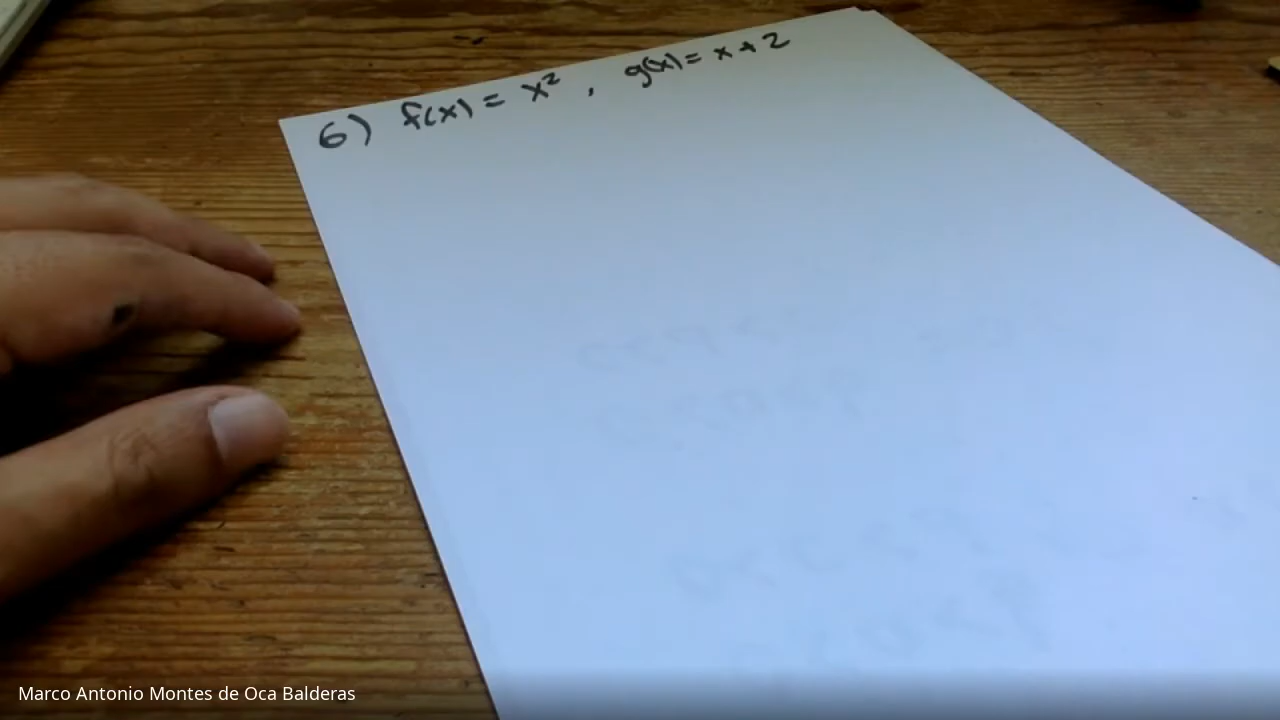 6) f(x) = x² , g(x) = x + 2
Marco Antonio Montes de Oca Balderas